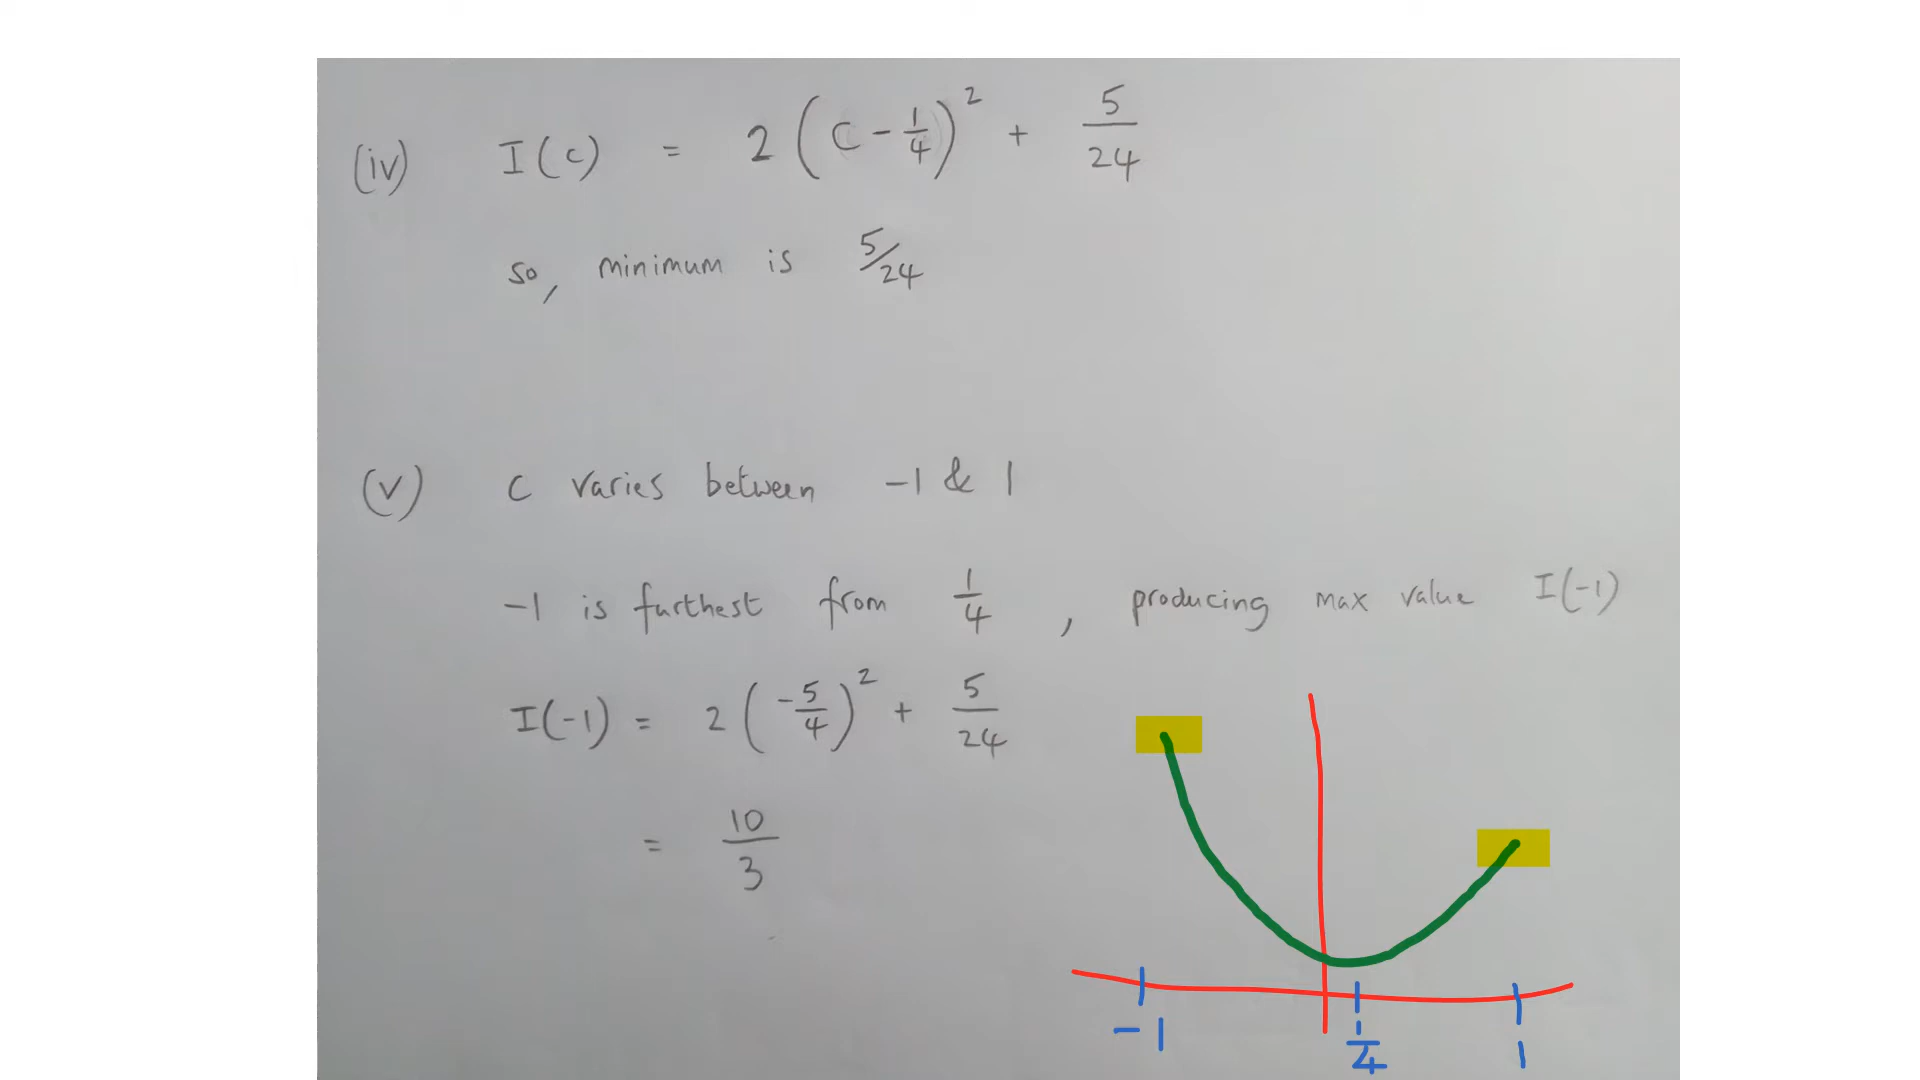 (iv) I(c) = 2(c - 1/4)² + 5/24
so, minimum is 5/24
(v) c varies between -1 & 1
-1 is furthest from 1/4, producing max value I(-1)
I(-1) = 2(-5/4)² + 5/24
= 10/3
-1 1/4 1